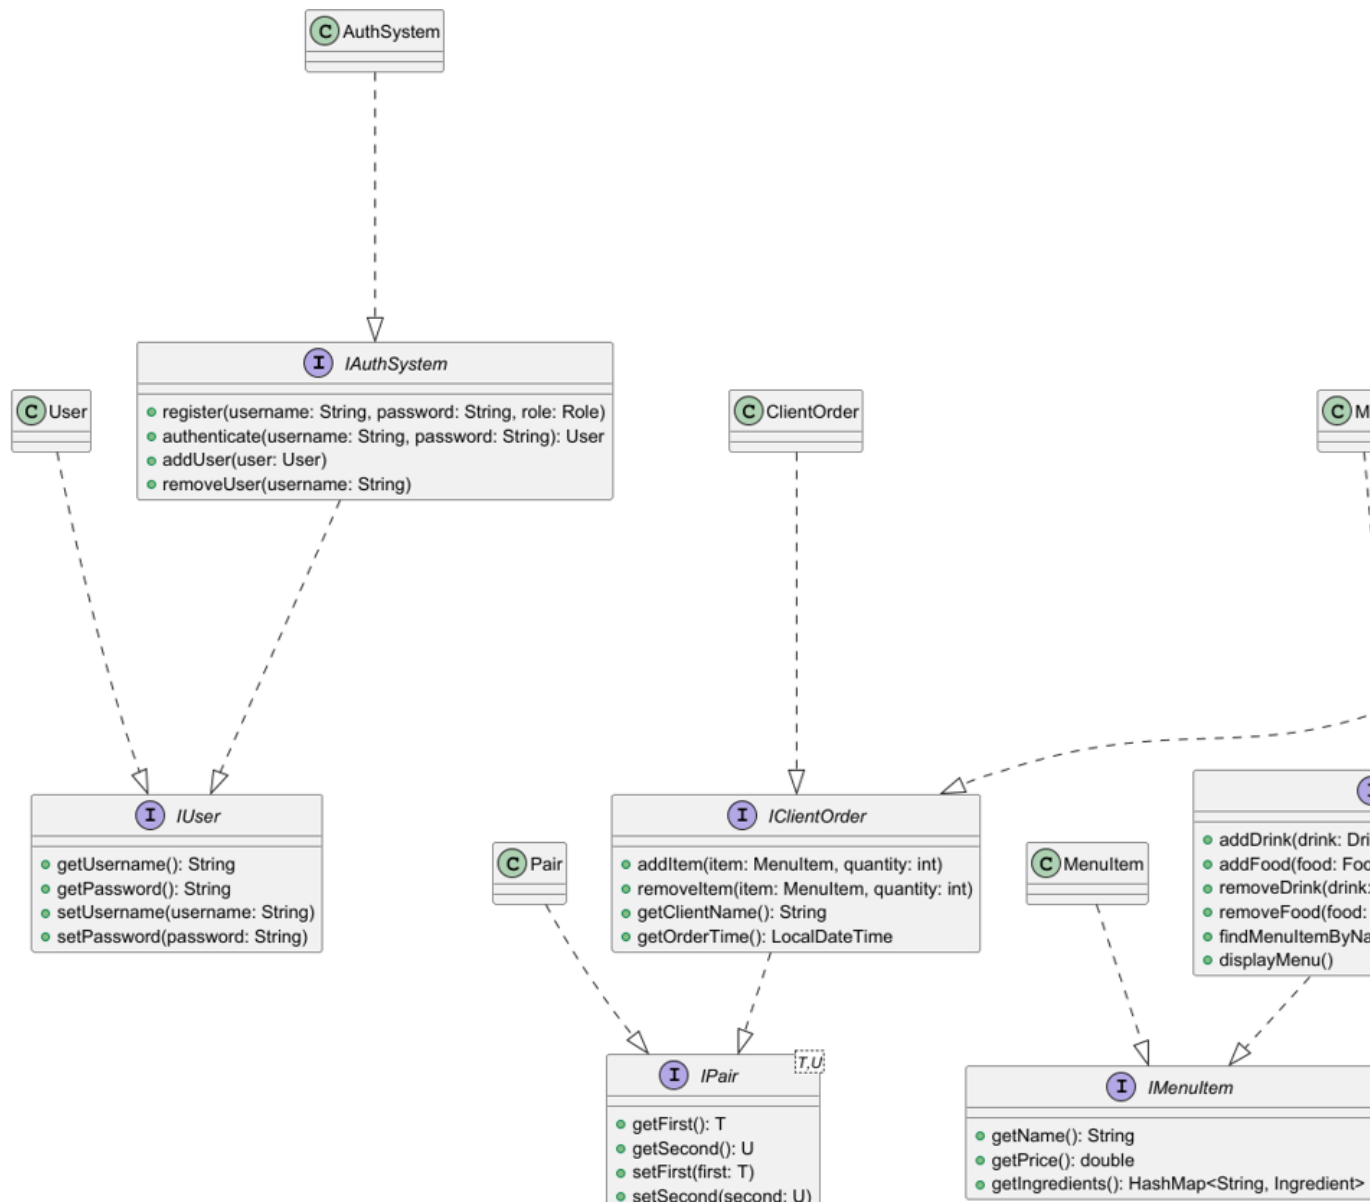 C AuthSystem
I IAuthSystem
register(username: String, password: String, role: Role)
authenticate(username: String, password: String): User
addUser(user: User)
removeUser(username: String)
C User
C ClientOrder
C M
I IUser
getUsername(): String
getPassword(): String
setUsername(username: String)
setPassword(password: String)
C Pair
I IClientOrder
addItem(item: MenuItem, quantity: int)
removeItem(item: MenuItem, quantity: int)
getClientName(): String
getOrderTime(): LocalDateTime
C MenuItem
addDrink(drink:
addFood(food:
removeDrink(drink:
removeFood(food:
displayMenu()
T,U
I IPair
getFirst(): T
getSecond(): U
setFirst(first: T)
setSecond(second: U)
I IMenuItem
getName(): String
getPrice(): double
getIngredients(): HashMap<String, Ingredient>